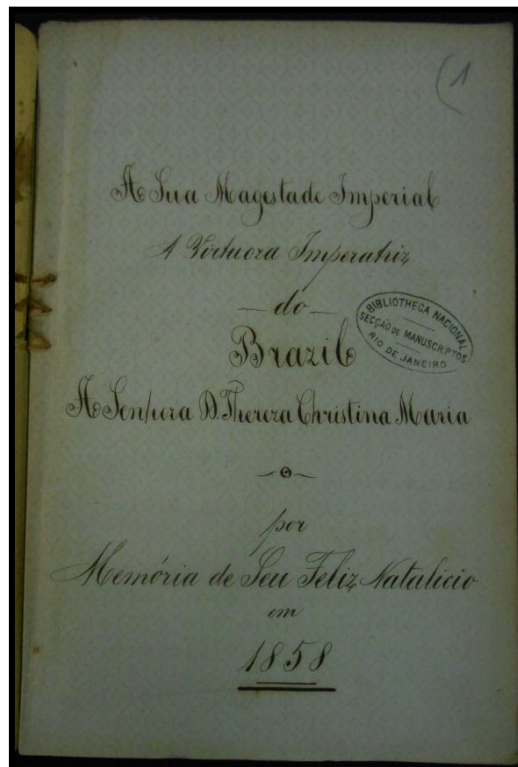 (1
A Sua Magestade Imperial
A Virtuoza Imperatriz
—do—
Brazil
A Senhora D. Thereza Christina Maria
por
Memória de Seu Feliz Natalicio
em
1858
BIBLIOTHECA NACIONAL
SECÇÃO DE MANUSCRIPTOS
RIO DE JANEIRO